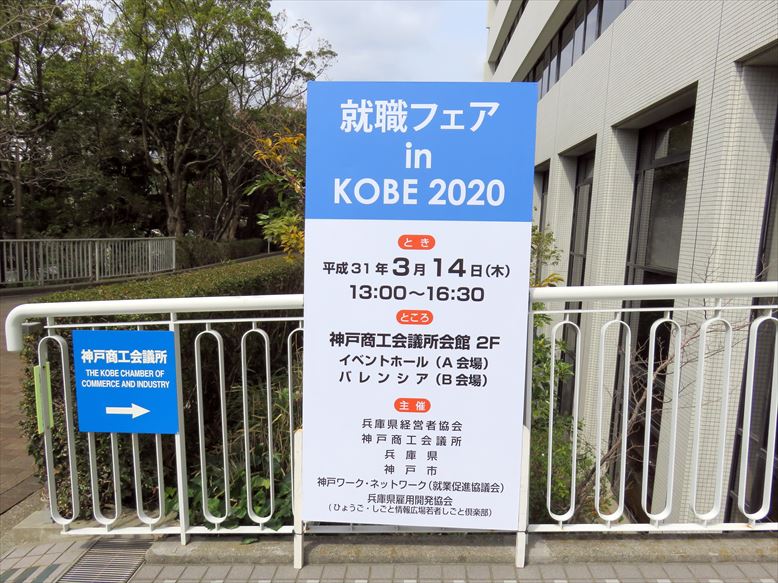 就職フェア
in
KOBE 2020
とき
平成31年3月14日(木)
13:00〜16:30
ところ
神戸商工会議所会館 2F
イベントホール(A会場)
バレンシア(B会場)
主催
兵庫県経営者協会
神戸商工会議所
兵庫県
神戸市
神戸ワーク・ネットワーク(就業促進協議会)
兵庫県雇用開発協会
(ひょうご・しごと情報広場若者しごと倶楽部)
神戸商工会議所
THE KOBE CHAMBER OF
COMMERCE AND INDUSTRY